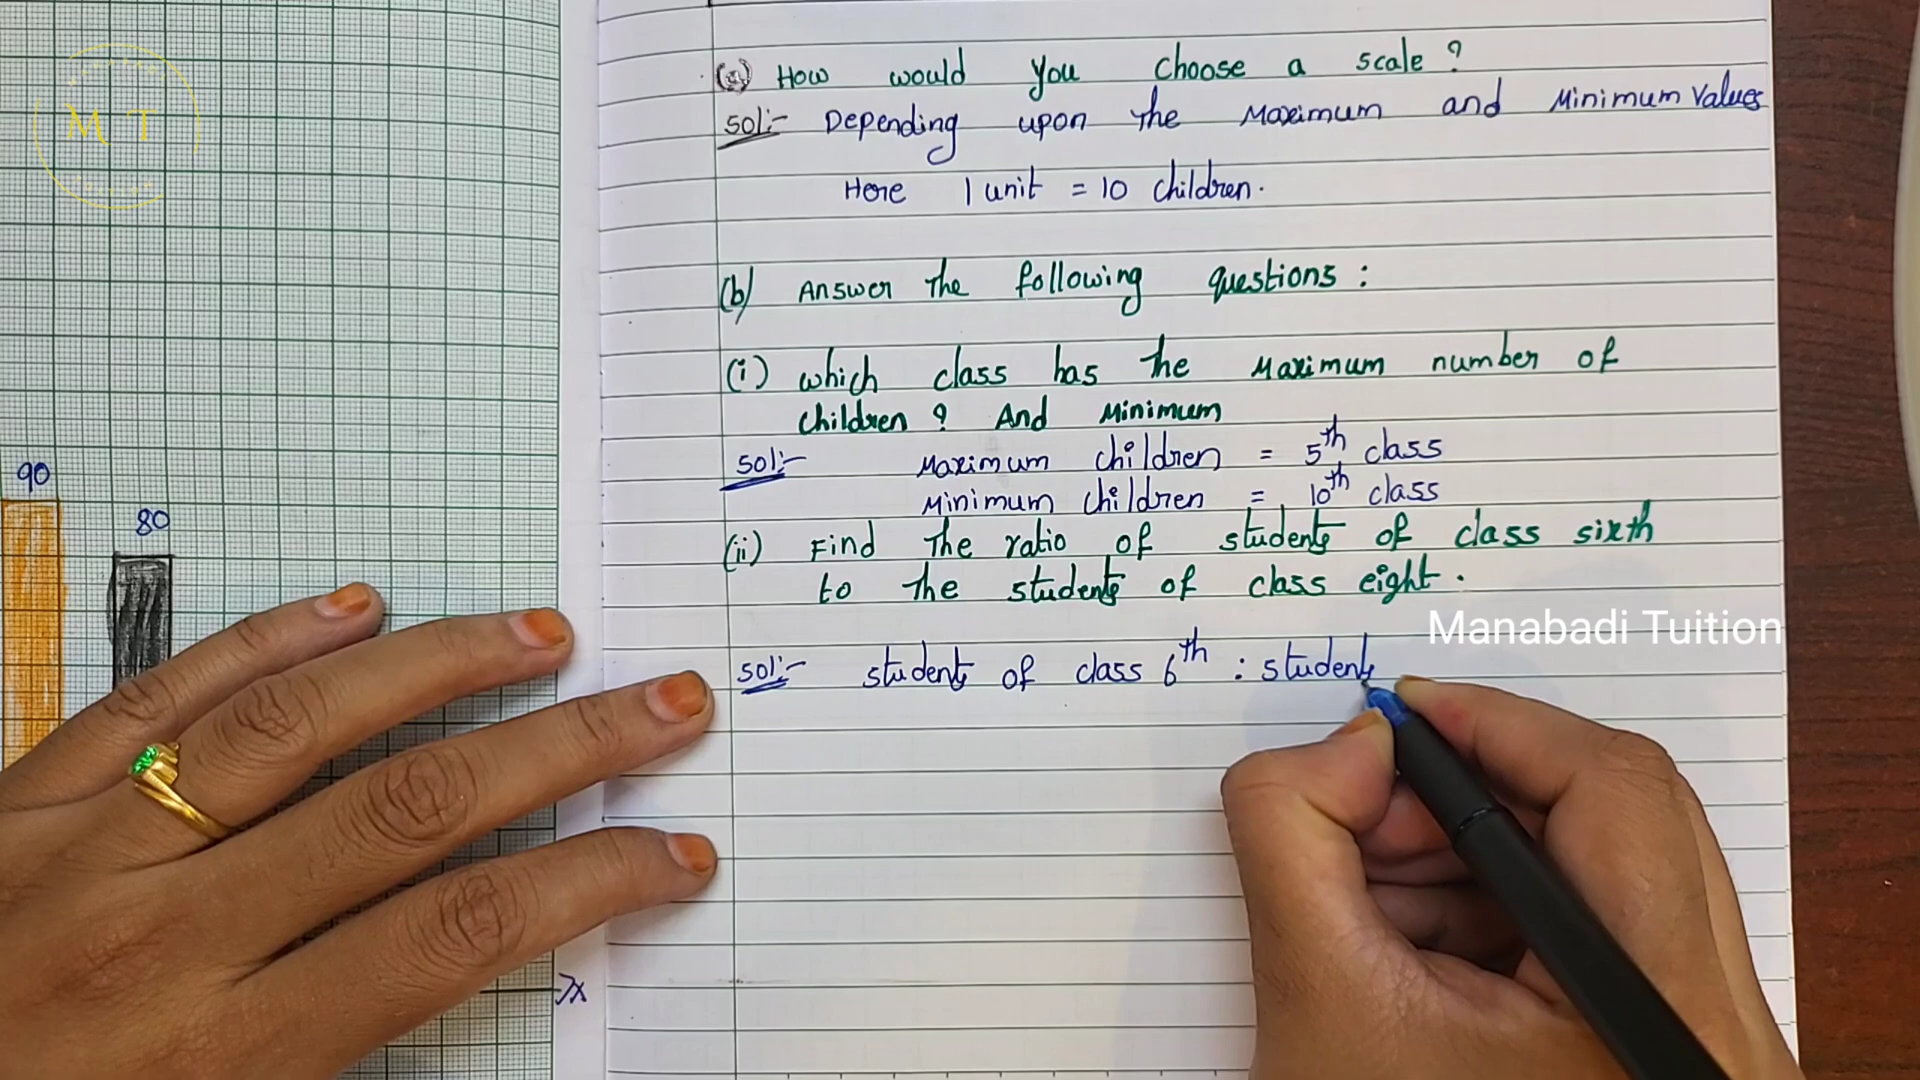 M T
(a) How would you choose a scale ?
Sol:- Depending upon the Maximum and Minimum Values
Here 1 unit = 10 children.
(b) Answer the following questions :
(i) which class has the Maximum number of
children ? And Minimum
Sol:- Maximum children = 5th class
Minimum children = 10th class
(ii) Find the ratio of students of class sixth
to the students of class eight .
Manabadi Tuition
Sol:- students of class 6th : students
90
80
X